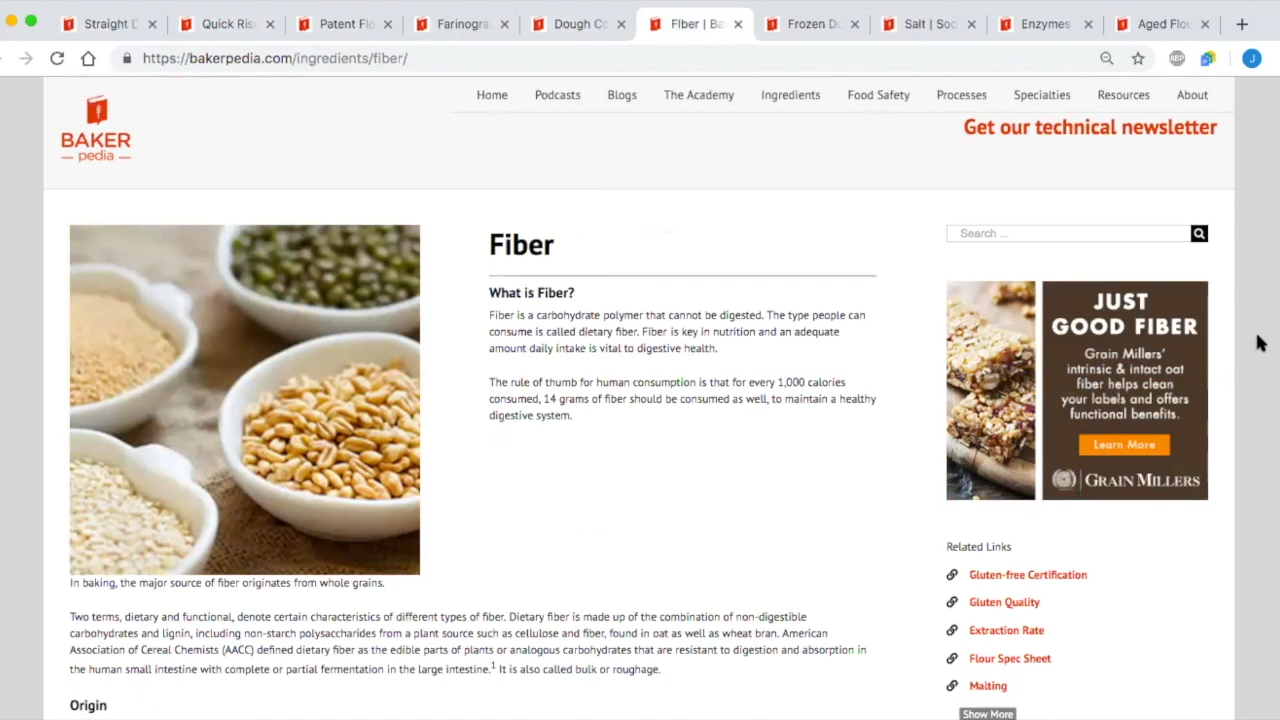 Straight D
Quick Ris
Patent Flo
Farinogra
Dough Co
FIber | Ba
Frozen Do
Salt | Soc
Enzymes
Aged Flou
https://bakerpedia.com/ingredients/fiber/
ABP
J
BAKER
pedia
Home
Podcasts
Blogs
The Academy
Ingredients
Food Safety
Processes
Specialties
Resources
About
Get our technical newsletter
Fiber
What is Fiber?
Fiber is a carbohydrate polymer that cannot be digested. The type people can
consume is called dietary fiber. Fiber is key in nutrition and an adequate
amount daily intake is vital to digestive health.
The rule of thumb for human consumption is that for every 1,000 calories
consumed, 14 grams of fiber should be consumed as well, to maintain a healthy
digestive system.
Search ...
JUST
GOOD FIBER
Grain Millers'
intrinsic & intact oat
fiber helps clean
your labels and offers
functional benefits.
Learn More
GRAIN MILLERS
In baking, the major source of fiber originates from whole grains.
Two terms, dietary and functional, denote certain characteristics of different types of fiber. Dietary fiber is made up of the combination of non-digestible
carbohydrates and lignin, including non-starch polysaccharides from a plant source such as cellulose and fiber, found in oat as well as wheat bran. American
Association of Cereal Chemists (AACC) defined dietary fiber as the edible parts of plants or analogous carbohydrates that are resistant to digestion and absorption in
the human small intestine with complete or partial fermentation in the large intestine.1 It is also called bulk or roughage.
Origin
Related Links
Gluten-free Certification
Gluten Quality
Extraction Rate
Flour Spec Sheet
Malting
Show More